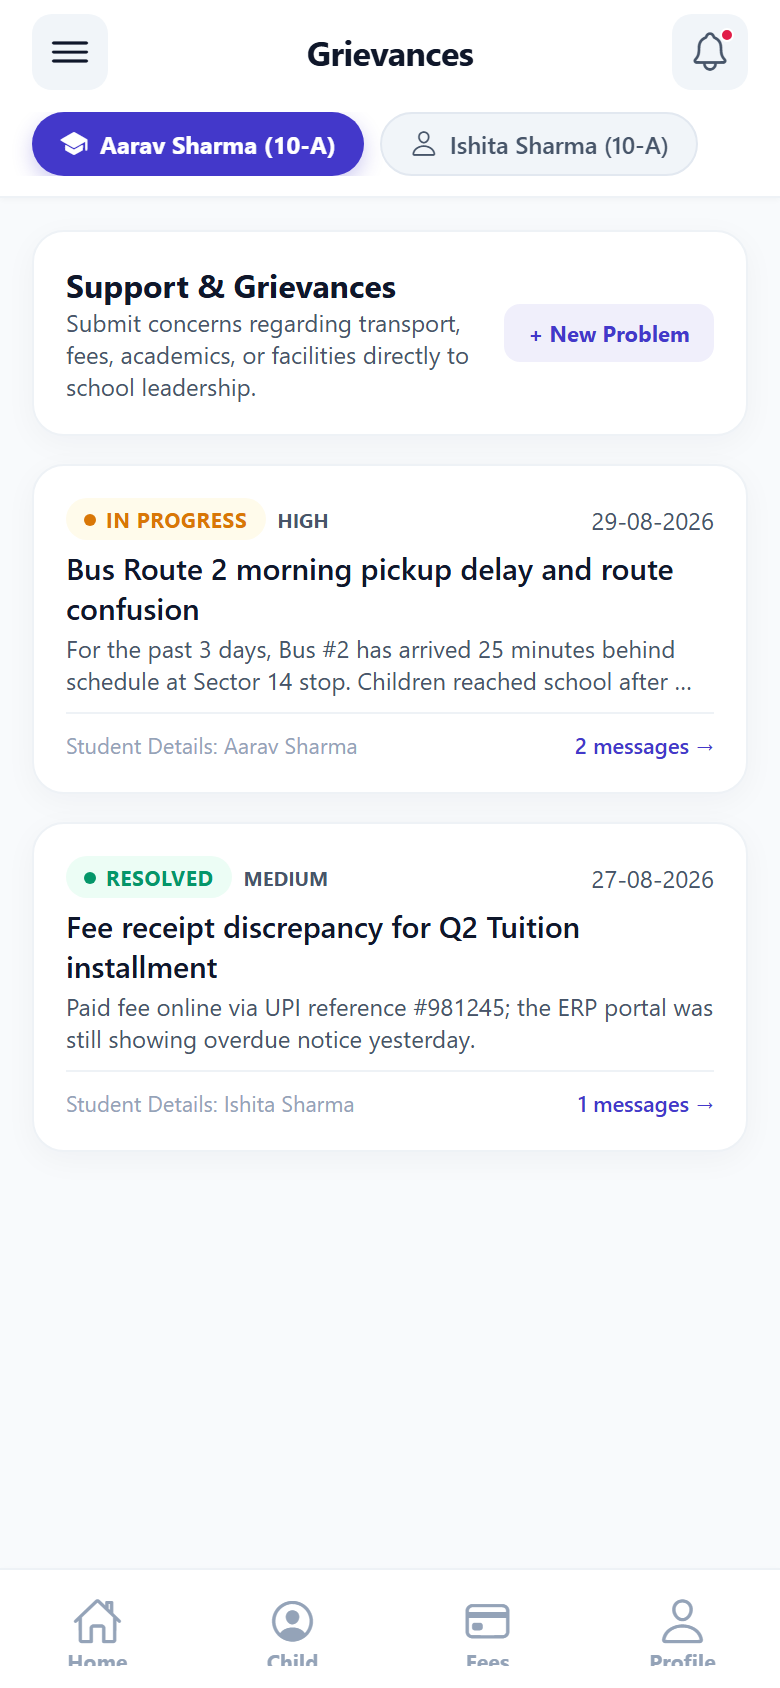 Grievances
Aarav Sharma (10-A)
Ishita Sharma (10-A)
Support & Grievances
Submit concerns regarding transport,
fees, academics, or facilities directly to
school leadership.
+ New Problem
IN PROGRESS
HIGH
29-08-2026
Bus Route 2 morning pickup delay and route
confusion
For the past 3 days, Bus #2 has arrived 25 minutes behind
schedule at Sector 14 stop. Children reached school after ...
Student Details: Aarav Sharma
2 messages →
RESOLVED
MEDIUM
27-08-2026
Fee receipt discrepancy for Q2 Tuition
installment
Paid fee online via UPI reference #981245; the ERP portal was
still showing overdue notice yesterday.
Student Details: Ishita Sharma
1 messages →
Home
Child
Fees
Profile